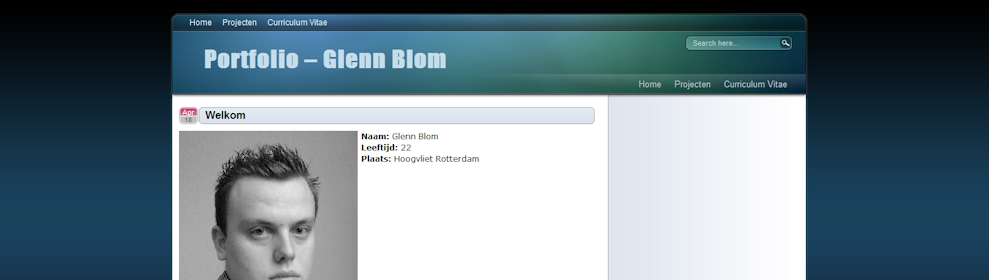 Home Projecten Curriculum Vitae
Search here...
Portfolio – Glenn Blom
Home Projecten Curriculum Vitae
Apr
18
Welkom
Naam: Glenn Blom
Leeftijd: 22
Plaats: Hoogvliet Rotterdam